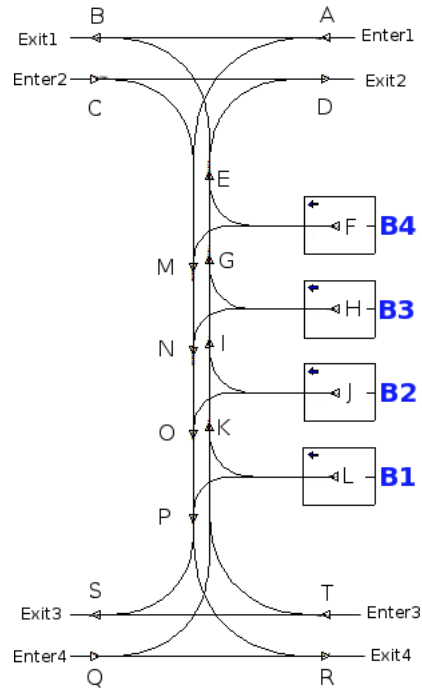 B A
Exit1 Enter1
Enter2 Exit2
C D
E
F B4
M G
H B3
N I
J B2
O K
L B1
P
S T
Exit3 Enter3
Enter4 Exit4
Q R